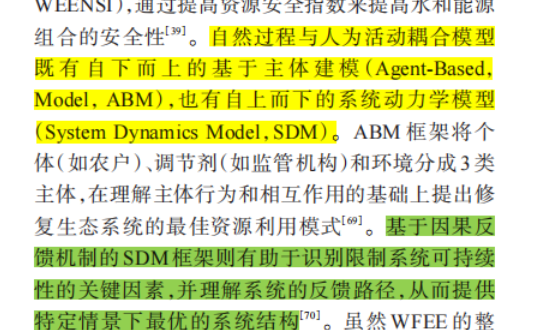 WEENSI),通过提高资源安全指数来提高水和能源
组合的安全性[39]。自然过程与人为活动耦合模型
既有自下而上的基于主体建模(Agent-Based,
Model, ABM),也有自上而下的系统动力学模型
(System Dynamics Model,SDM)。ABM框架将个
体(如农户)、调节剂(如监管机构)和环境分成3类
主体,在理解主体行为和相互作用的基础上提出修
复生态系统的最佳资源利用模式[69]。基于因果反
馈机制的SDM框架则有助于识别限制系统可持续
性的关键因素,并理解系统的反馈路径,从而提供
特定情景下最优的系统结构[70]。虽然WFEE的整